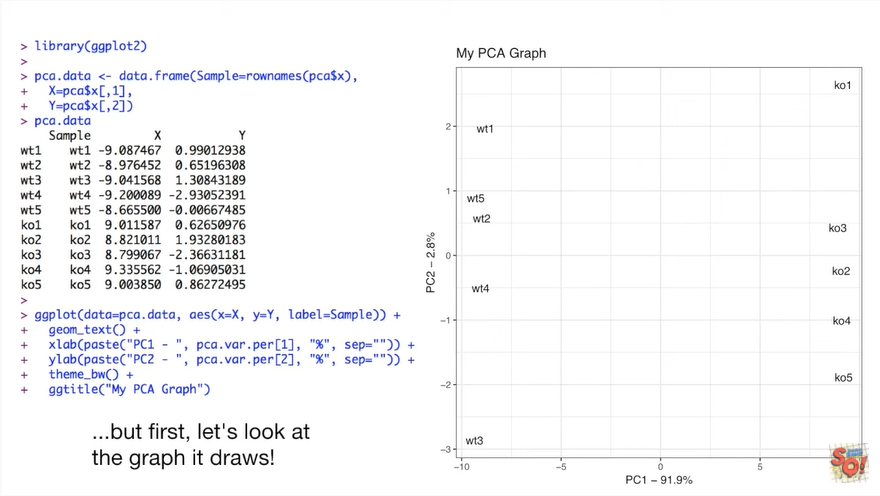 > library(ggplot2)
>
> pca.data <- data.frame(Sample=rownames(pca$x),
+ X=pca$x[,1],
+ Y=pca$x[,2])
> pca.data
Sample X Y
wt1 wt1 -9.087467 0.99012938
wt2 wt2 -8.976452 0.65196308
wt3 wt3 -9.041568 1.30843189
wt4 wt4 -9.200089 -2.93052391
wt5 wt5 -8.665500 -0.00667485
ko1 ko1 9.011587 0.62650976
ko2 ko2 8.821011 1.93280183
ko3 ko3 8.799067 -2.36631181
ko4 ko4 9.335562 -1.06905031
ko5 ko5 9.003850 0.86272495
>
> ggplot(data=pca.data, aes(x=X, y=Y, label=Sample)) +
+ geom_text() +
+ xlab(paste("PC1 - ", pca.var.per[1], "%", sep="")) +
+ ylab(paste("PC2 - ", pca.var.per[2], "%", sep="")) +
+ theme_bw() +
+ ggtitle("My PCA Graph")
...but first, let's look at
the graph it draws!
My PCA Graph
ko1
2
wt1
1
wt5
wt2
ko3
0
ko2
wt4
-1
ko4
-2
ko5
-3
wt3
PC2 – 2.8%
-10 -5 0 5
PC1 – 91.9%
SQ!